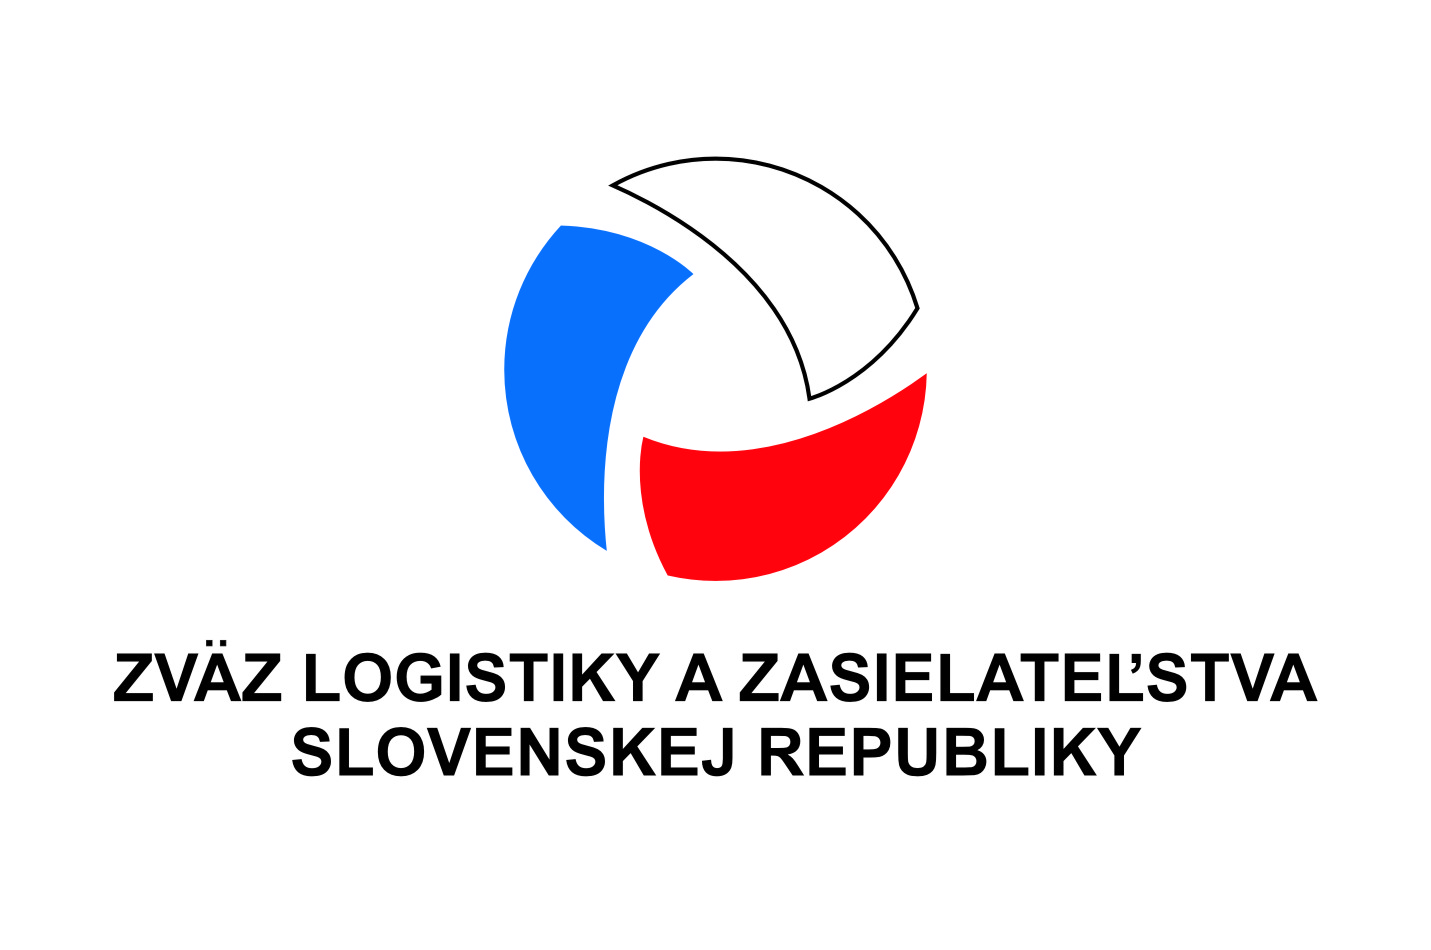 ZVÄZ LOGISTIKY A ZASIELATEĽSTVA
SLOVENSKEJ REPUBLIKY